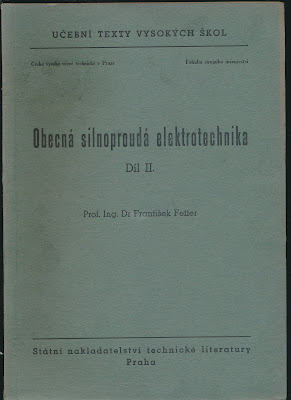 UČEBNÍ TEXTY VYSOKÝCH ŠKOL
České vysoké učení technické v Praze
Fakulta strojního inženýrství
Obecná silnoproudá elektrotechnika
Díl II.
Prof. Ing. Dr František Fetter
Státní nakladatelství technické literatury
Praha